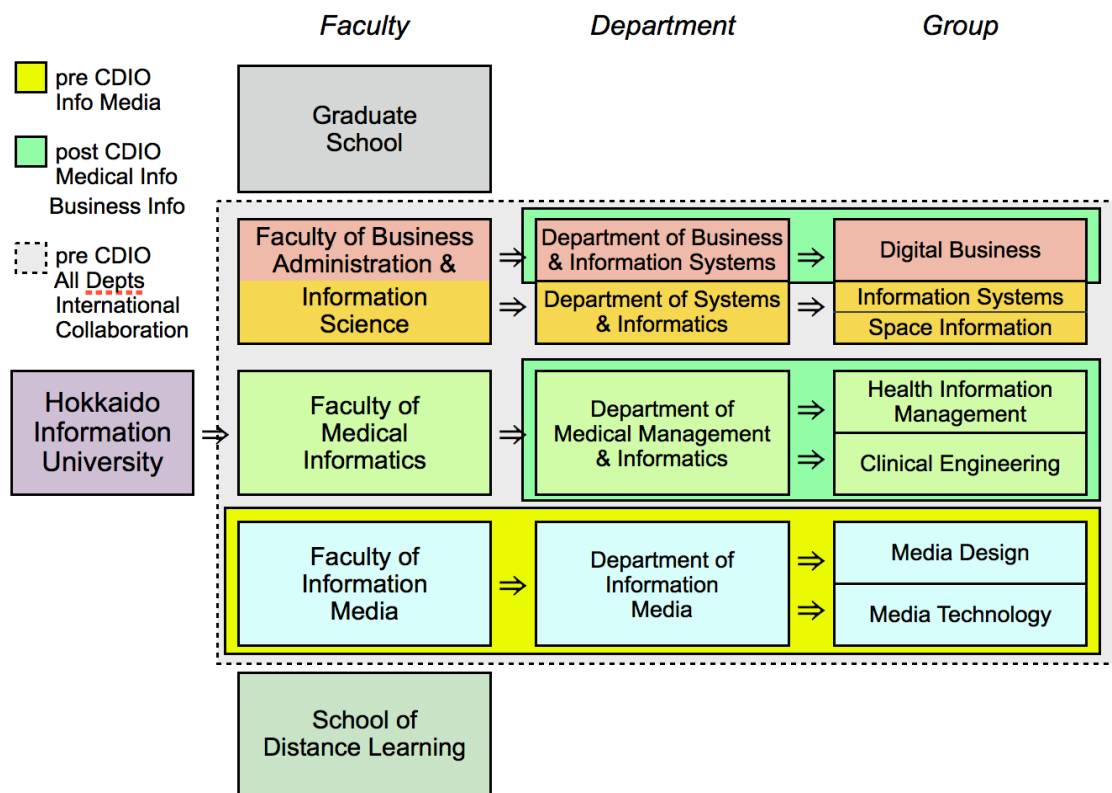 Faculty
Department
Group
pre CDIO
Info Media
post CDIO
Medical Info
Business Info
pre CDIO
All Depts
International
Collaboration
Graduate
School
Faculty of Business
Administration &
Information
Science
⇒
Department of Business
& Information Systems
⇒
Digital Business
⇒
Department of Systems
& Informatics
⇒
Information Systems
Space Information
Hokkaido
Information
University
⇒
Faculty of
Medical
Informatics
⇒
Department of
Medical Management
& Informatics
⇒
Health Information
Management
⇒
Clinical Engineering
Faculty of
Information
Media
⇒
Department of
Information
Media
⇒
Media Design
⇒
Media Technology
School of
Distance Learning